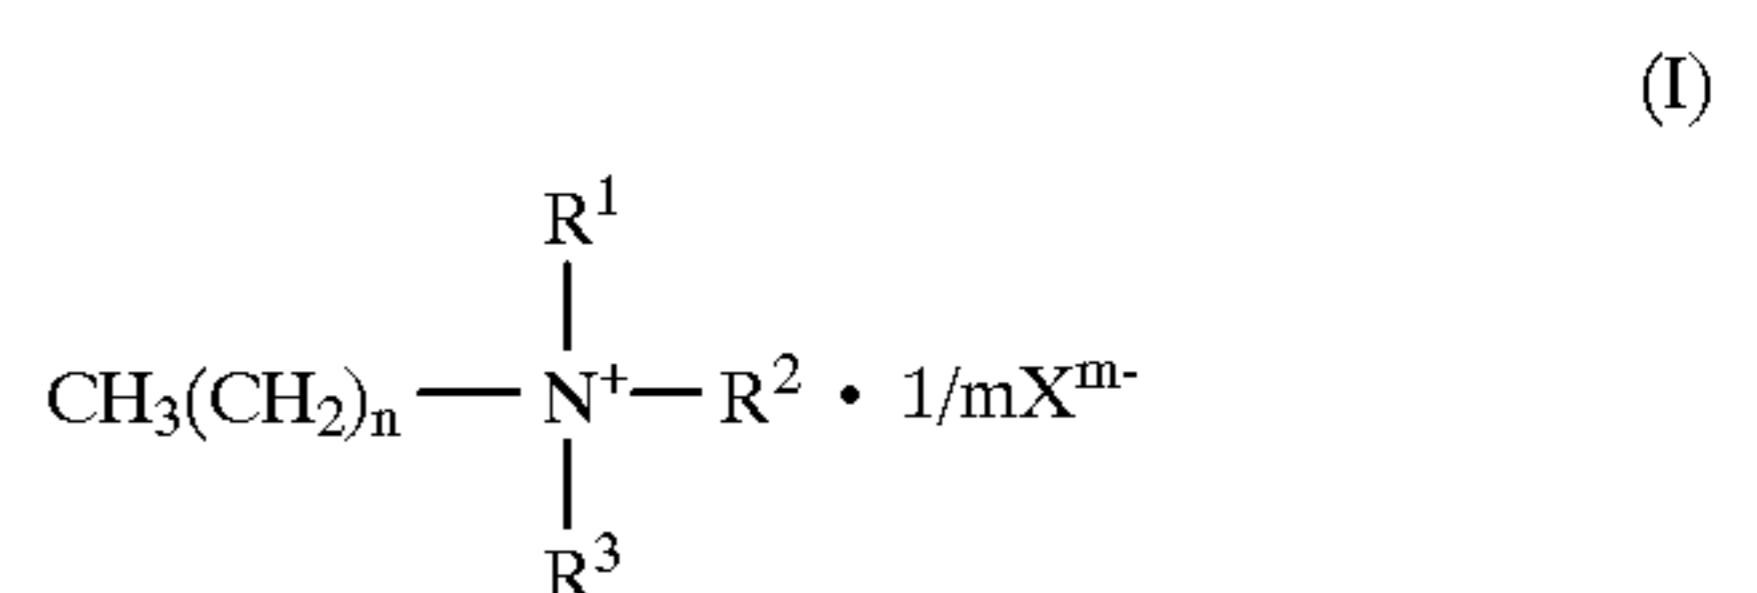 (I)
R¹
CH₃(CH₂)ₙ — N⁺ — R² • 1/mXᵐ⁻
R³